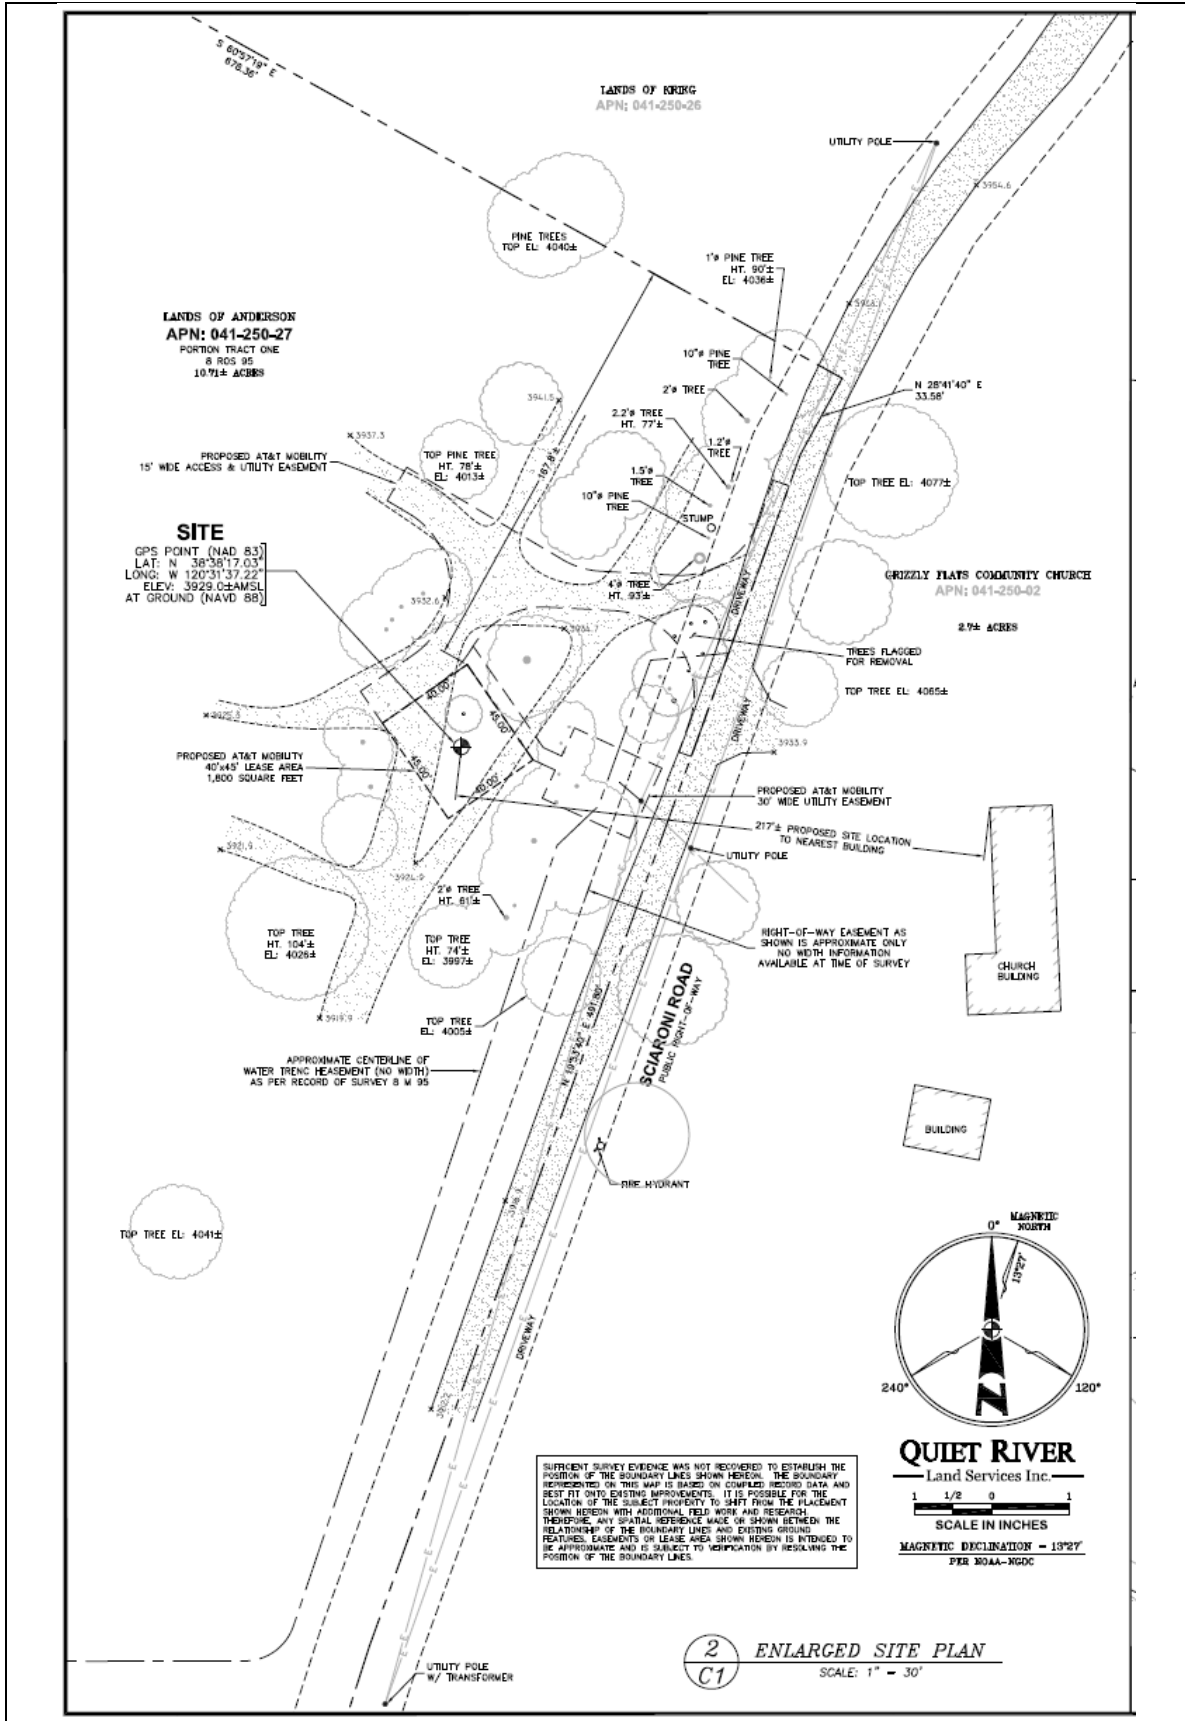 S 60°57'19" E
676.36'
LANDS OF KRIEG
APN: 041-250-26
UTILITY POLE
3954.6
PINE TREES
TOP EL: 4040±
1'ø PINE TREE
HT. 90'±
EL: 4036±
LANDS OF ANDERSON
APN: 041-250-27
PORTION TRACT ONE
8 ROS 95
10.71± ACRES
10"ø PINE
TREE
2'ø TREE
N 28°41'40" E
33.58'
3941.5
2.2'ø TREE
HT. 77'±
3937.3
1.2'ø
TREE
PROPOSED AT&T MOBILITY
15' WIDE ACCESS & UTILITY EASEMENT
TOP PINE TREE
HT. 78'±
EL: 4013±
167.8'±
1.5'ø
TREE
TOP TREE EL: 4077±
10"ø PINE
TREE
STUMP
SITE
GPS POINT (NAD 83)
LAT: N 38°38'17.03"
LONG: W 120°31'37.22"
ELEV: 3929.0±AMSL
AT GROUND (NAVD 88)
4'ø TREE
HT. 93'±
DRIVEWAY
GRIZZLY FLATS COMMUNITY CHURCH
APN: 041-250-02
2.7± ACRES
3932.6
TREES FLAGGED
FOR REMOVAL
TOP TREE EL: 4065±
40.00'
45.00'
DRIVEWAY
3933.9
PROPOSED AT&T MOBILITY
40'x45' LEASE AREA
1,800 SQUARE FEET
45.00'
40.00'
PROPOSED AT&T MOBILITY
30' WIDE UTILITY EASEMENT
217'± PROPOSED SITE LOCATION
TO NEAREST BUILDING
UTILITY POLE
3921.9
3924.9
2'ø TREE
HT. 61'±
TOP TREE
HT. 104'±
EL: 4026±
TOP TREE
HT. 74'±
EL: 3997±
RIGHT-OF-WAY EASEMENT AS
SHOWN IS APPROXIMATE ONLY
NO WIDTH INFORMATION
AVAILABLE AT TIME OF SURVEY
CHURCH
BUILDING
3919.9
TOP TREE
EL: 4005±
N 19°53'40" E 491.80'
SCIARONI ROAD
PUBLIC RIGHT-OF-WAY
APPROXIMATE CENTERLINE OF
WATER TRENC HEASEMENT (NO WIDTH)
AS PER RECORD OF SURVEY 8 M 95
BUILDING
FIRE HYDRANT
TOP TREE EL: 4041±
DRIVEWAY
0°
MAGNETIC
NORTH
13°27'
240°
120°
N
QUIET RIVER
Land Services Inc.
1 1/2 0 1
SCALE IN INCHES
MAGNETIC DECLINATION - 13°27'
PER NOAA-NGDC
SUFFICIENT SURVEY EVIDENCE WAS NOT RECOVERED TO ESTABLISH THE
POSITION OF THE BOUNDARY LINES SHOWN HEREON. THE BOUNDARY
REPRESENTED ON THIS MAP IS BASED ON COMPILED RECORD DATA AND
BEST FIT ONTO EXISTING IMPROVEMENTS. IT IS POSSIBLE FOR THE
LOCATION OF THE SUBJECT PROPERTY TO SHIFT FROM THE PLACEMENT
SHOWN HEREON WITH ADDITIONAL FIELD WORK AND RESEARCH.
THEREFORE, ANY SPATIAL REFERENCE MADE OR SHOWN BETWEEN THE
RELATIONSHIP OF THE BOUNDARY LINES AND EXISTING GROUND
FEATURES, EASEMENTS OR LEASE AREA SHOWN HEREON IS INTENDED TO
BE APPROXIMATE AND IS SUBJECT TO VERIFICATION BY RESOLVING THE
POSITION OF THE BOUNDARY LINES.
2
C1
ENLARGED SITE PLAN
SCALE: 1" = 30'
UTILITY POLE
W/ TRANSFORMER